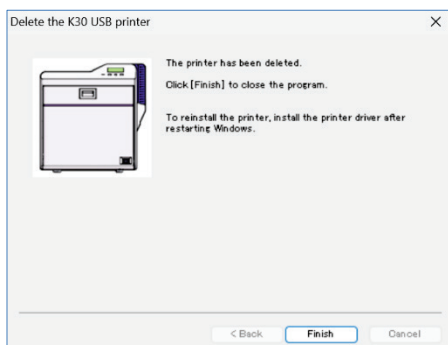 Delete the K30 USB printer
The printer has been deleted.
Click [Finish] to close the program.
To reinstall the printer, install the printer driver after
restarting Windows.
< Back
Finish
Cancel